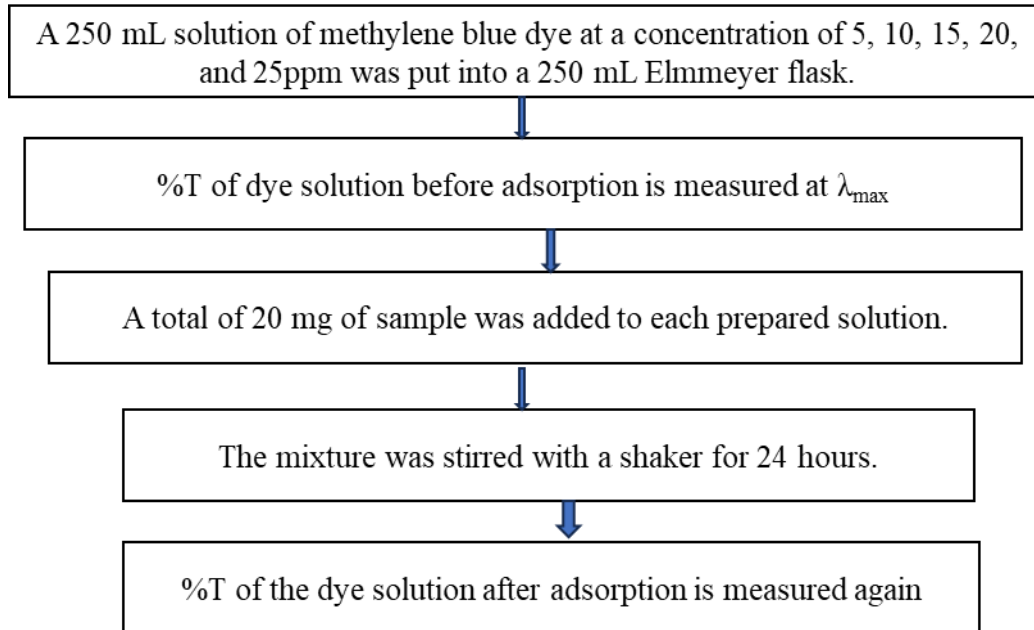 A 250 mL solution of methylene blue dye at a concentration of 5, 10, 15, 20,
and 25ppm was put into a 250 mL Elmmeyer flask.
%T of dye solution before adsorption is measured at λmax
A total of 20 mg of sample was added to each prepared solution.
The mixture was stirred with a shaker for 24 hours.
%T of the dye solution after adsorption is measured again